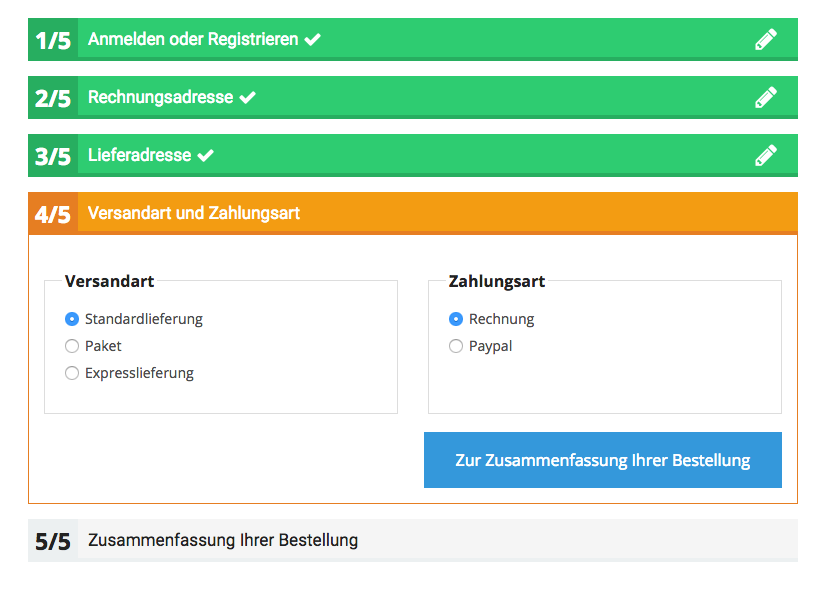 1/5 Anmelden oder Registrieren
2/5 Rechnungsadresse
3/5 Lieferadresse
4/5 Versandart und Zahlungsart
Versandart
Standardlieferung
Paket
Expresslieferung
Zahlungsart
Rechnung
Paypal
Zur Zusammenfassung Ihrer Bestellung
5/5 Zusammenfassung Ihrer Bestellung